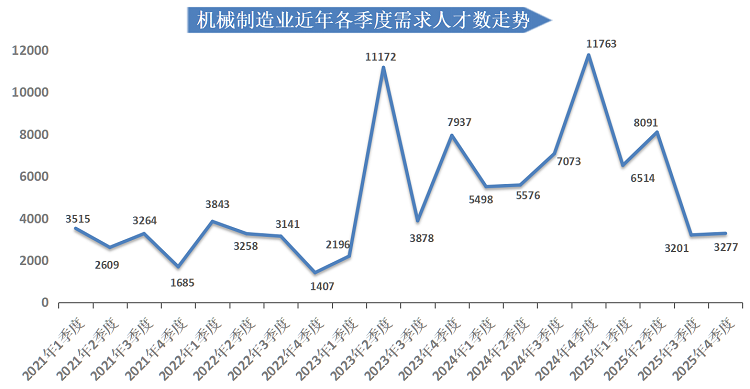 机械制造业近年各季度需求人才数走势
12000
10000
8000
6000
4000
2000
0
3515
2609
3264
1685
3843
3258
3141
1407
2196
11172
3878
7937
5498
5576
7073
11763
6514
8091
3201
3277
2021年1季度
2021年2季度
2021年3季度
2021年4季度
2022年1季度
2022年2季度
2022年3季度
2022年4季度
2023年1季度
2023年2季度
2023年3季度
2023年4季度
2024年1季度
2024年2季度
2024年3季度
2024年4季度
2025年1季度
2025年2季度
2025年3季度
2025年4季度